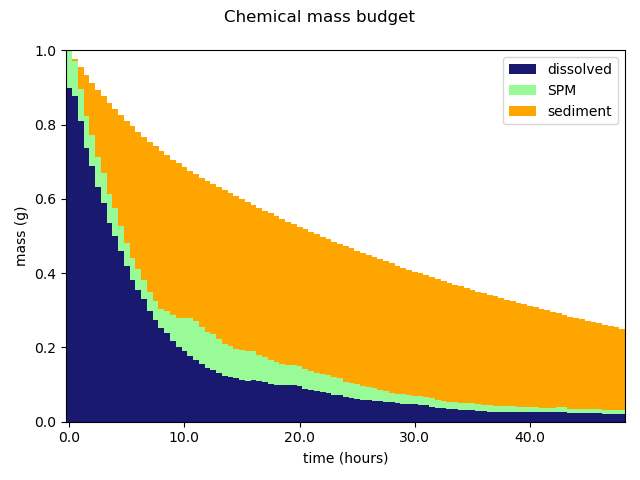 Chemical mass budget
1.0
0.8
0.6
0.4
0.2
0.0
mass (g)
dissolved
SPM
sediment
0.0 10.0 20.0 30.0 40.0
time (hours)